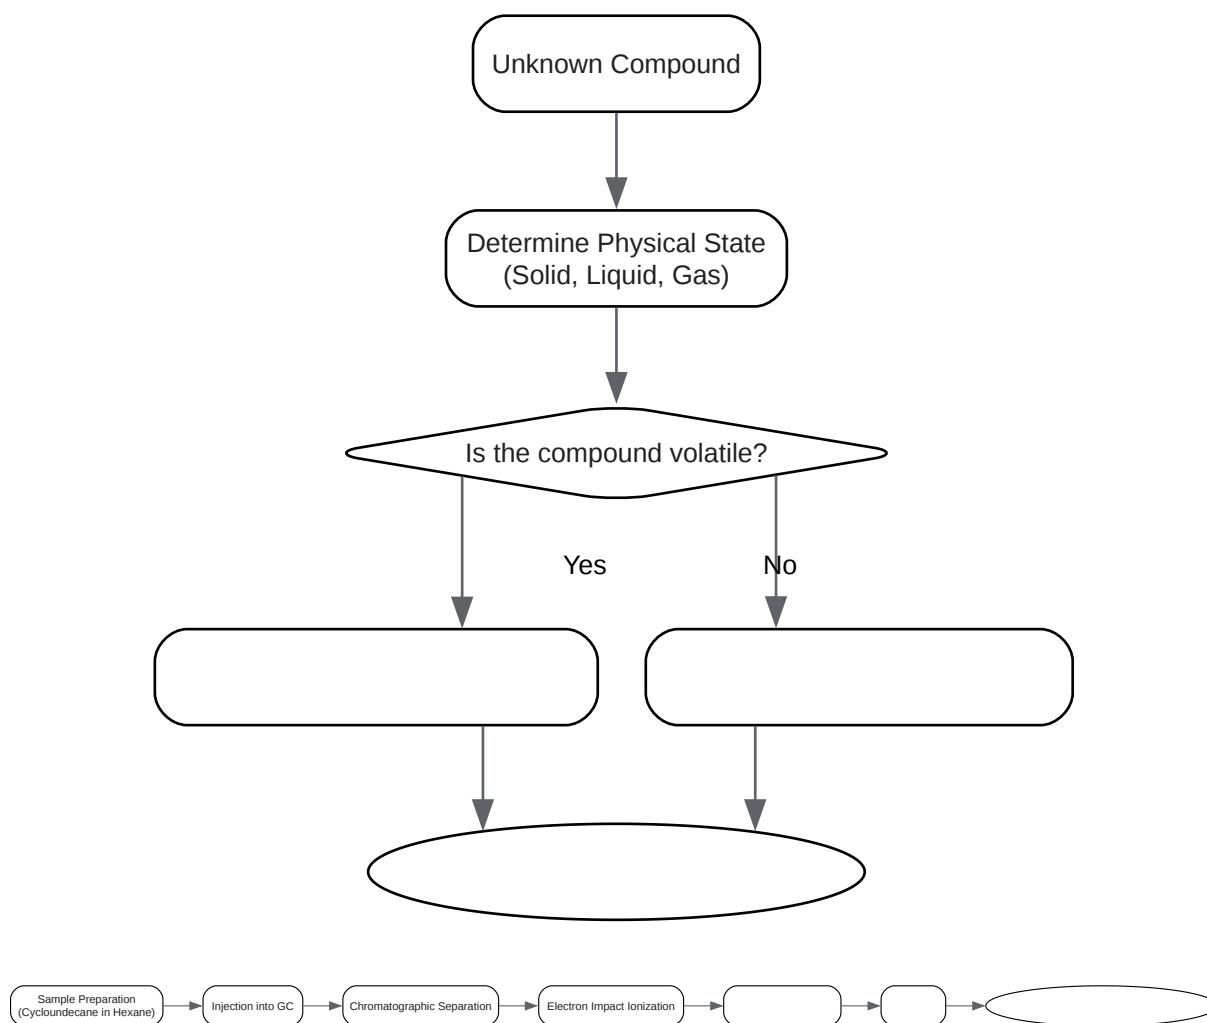 Unknown Compound
Determine Physical State
(Solid, Liquid, Gas)
Is the compound volatile?
Yes
No
Sample Preparation
(Cycloundecane in Hexane)
Injection into GC
Chromatographic Separation
Electron Impact Ionization